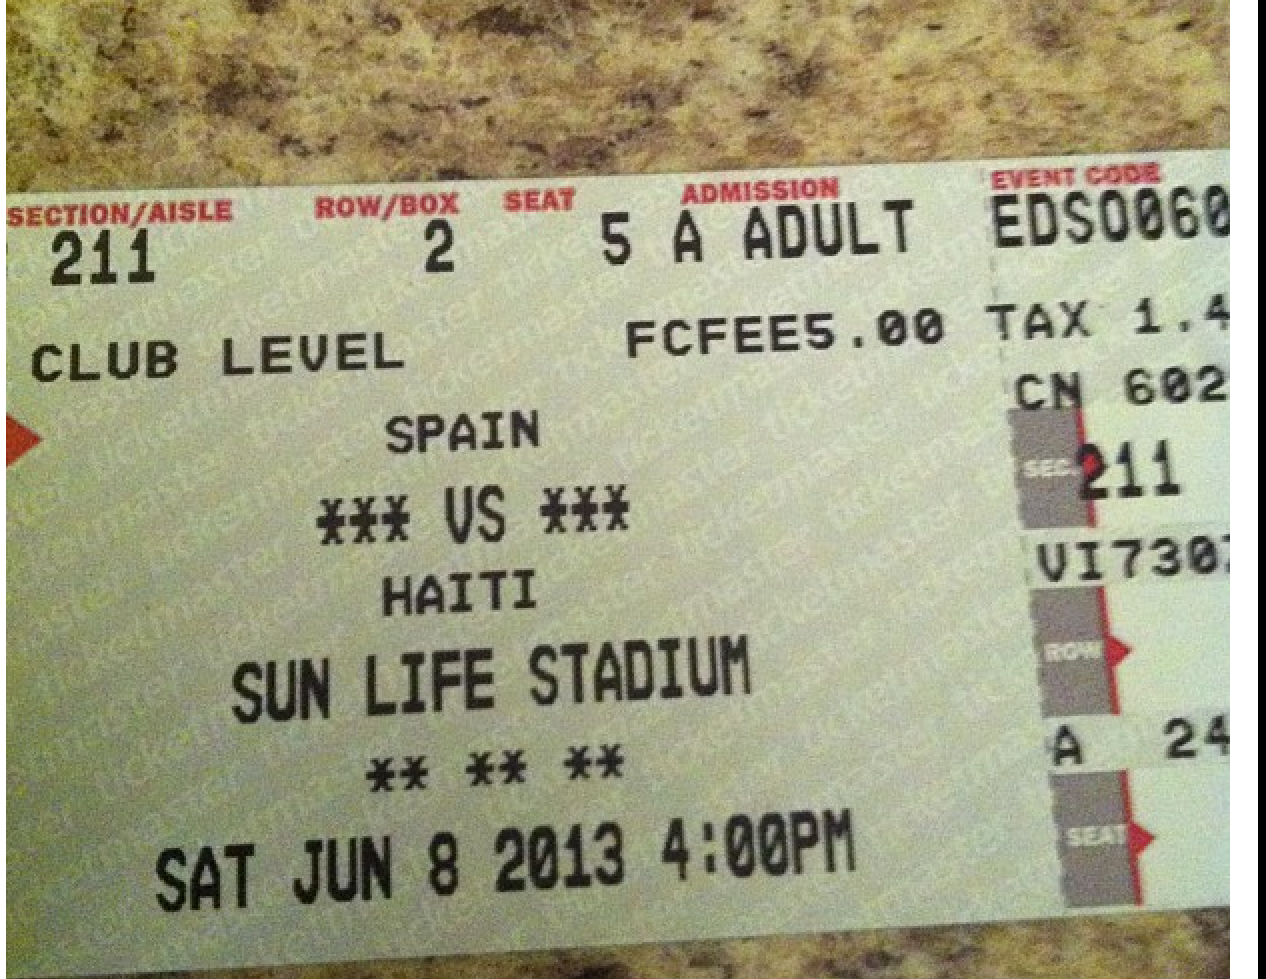 SECTION/AISLE ROW/BOX SEAT ADMISSION EVENT CODE
211 2 5 A ADULT EDSO060
CLUB LEVEL FCFEE5.00 TAX 1.4
CN 602
SPAIN
SEC. 211
*** VS ***
VI730
HAITI
ROW
SUN LIFE STADIUM
A 24
** ** **
SEAT
SAT JUN 8 2013 4:00PM